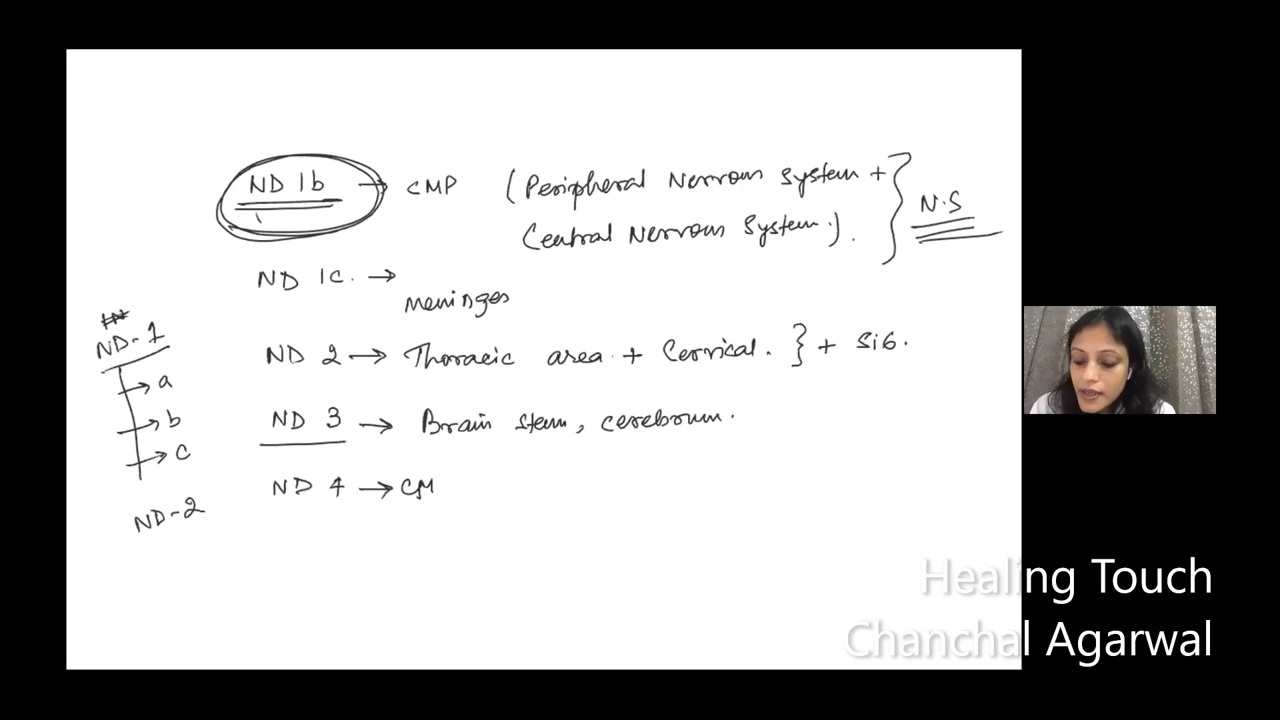 ND 1b → CMP (Peripheral Nervous System +
Central Nervous System). } N.S
ND 1c. →
meninges
ND-1
a
b
c
ND-2
ND 2 → Thoracic area + Cervical. } + Si6.
ND 3 → Brain stem, cerebrum.
ND 4 → CM
Healing Touch
Chanchal Agarwal